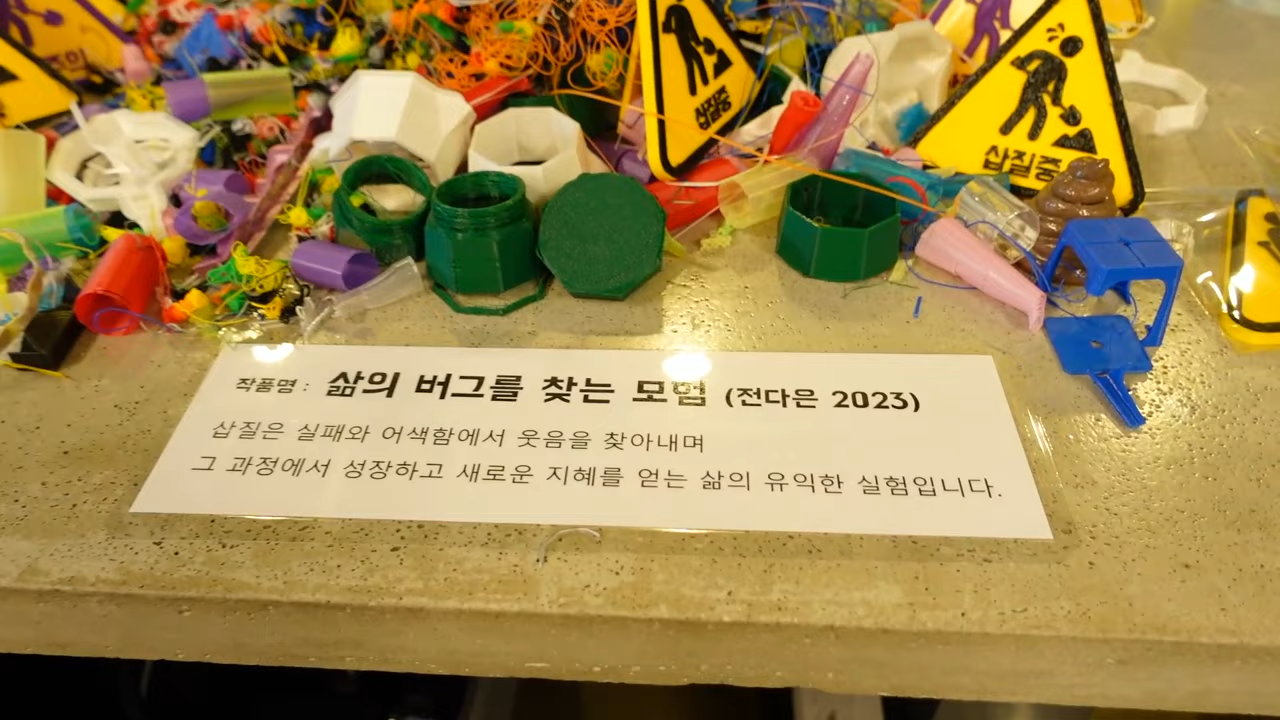 삽질중
삽질중
작품명 : 삶의 버그를 찾는 모험 (전다은 2023)
삽질은 실패와 어색함에서 웃음을 찾아내며
그 과정에서 성장하고 새로운 지혜를 얻는 삶의 유익한 실험입니다.